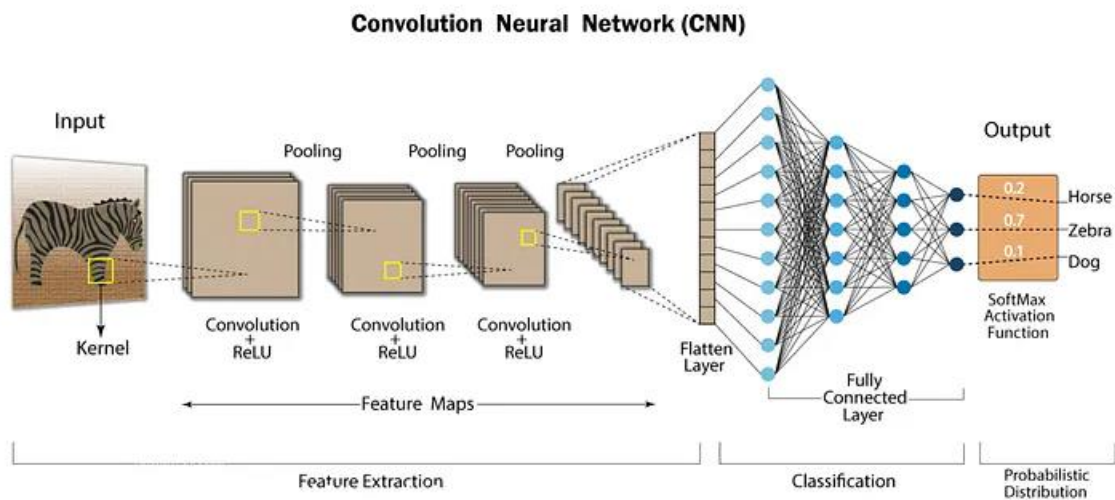 Convolution Neural Network (CNN)
Input
Pooling
Pooling
Pooling
Output
0.2
Horse
0.7
Zebra
0.1
Dog
Kernel
Convolution
+
ReLU
Convolution
+
ReLU
Convolution
+
ReLU
Flatten
Layer
SoftMax
Activation
Function
Feature Maps
Fully
Connected
Layer
Feature Extraction
Classification
Probabilistic
Distribution